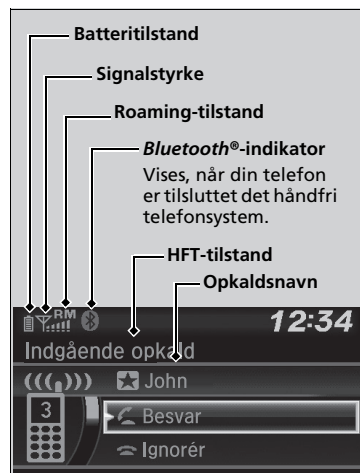 Batteritilstand
Signalstyrke
Roaming-tilstand
Bluetooth®-indikator
Vises, når din telefon
er tilsluttet det håndfri
telefonsystem.
HFT-tilstand
Opkaldsnavn
RM
12:34
Indgående opkald
John
3
Besvar
Ignorér